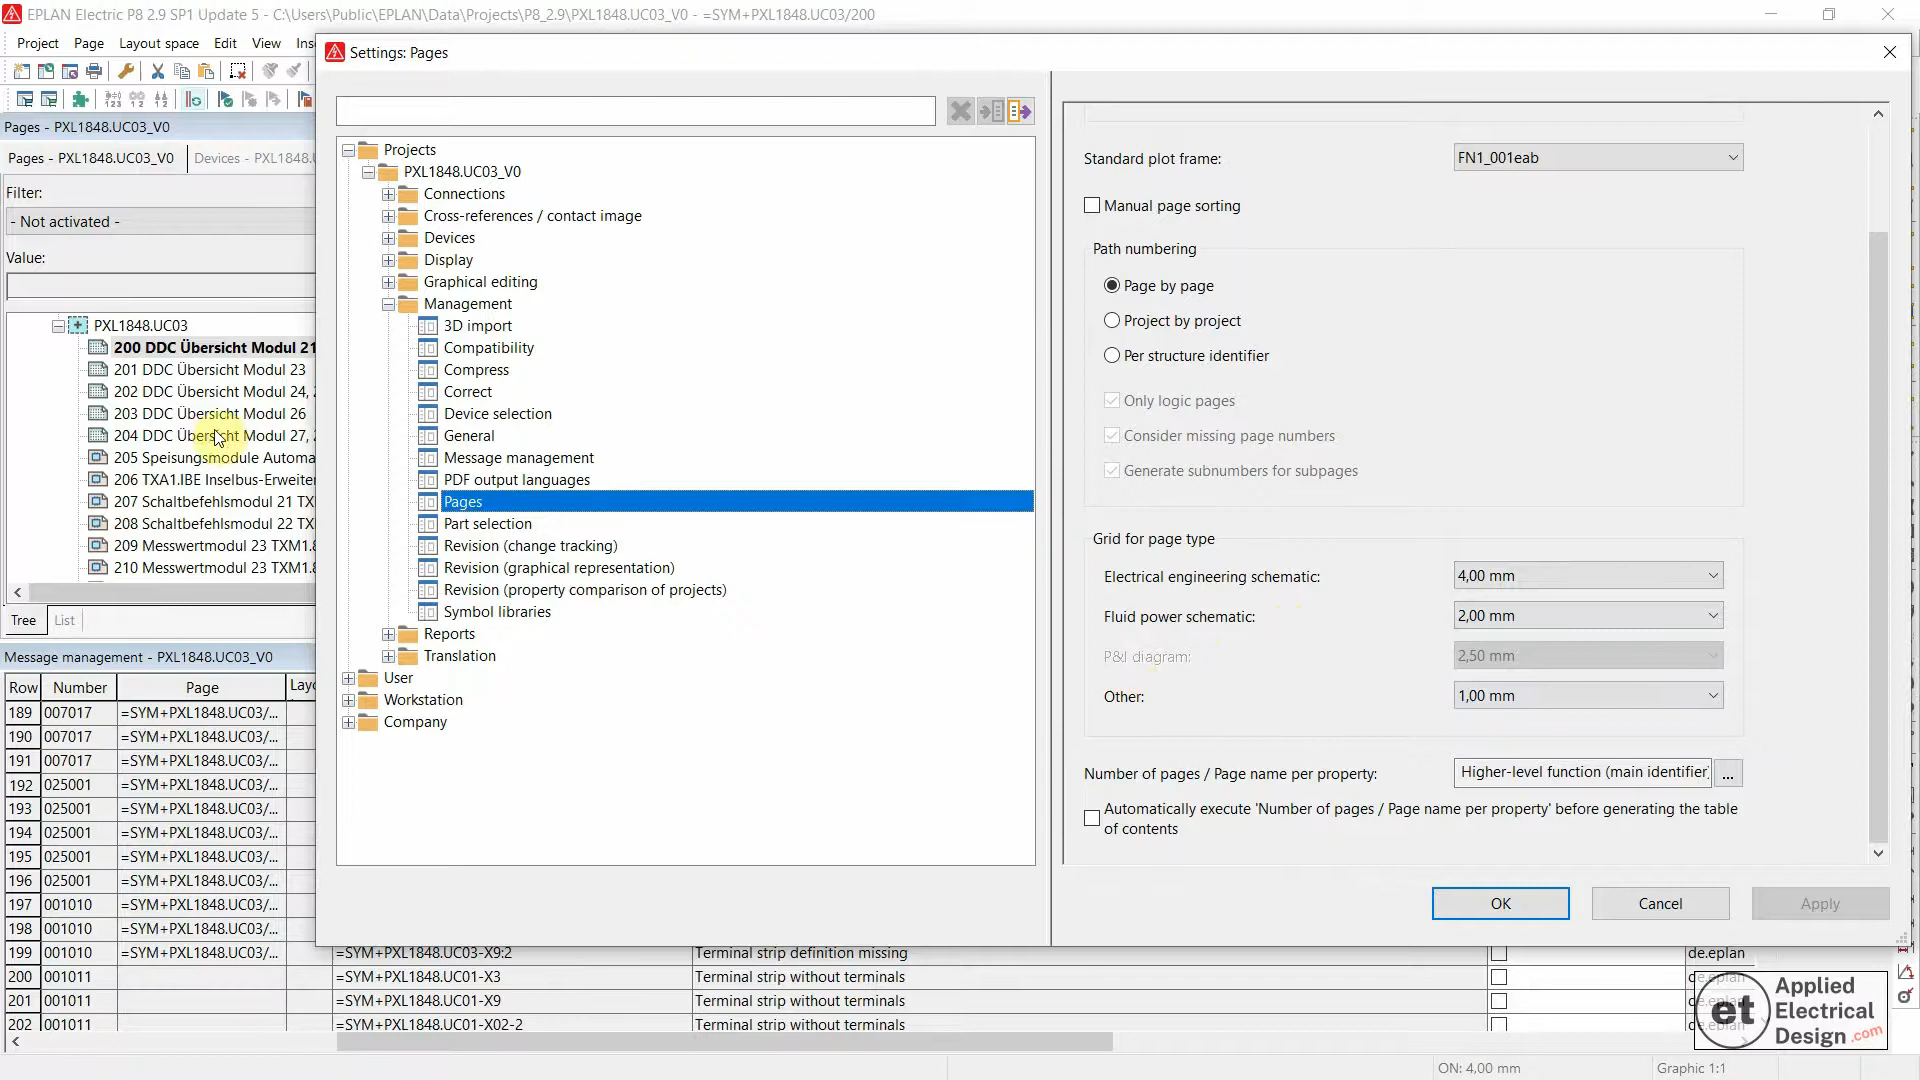 EPLAN Electric P8 2.9 SP1 Update 5 - C:\Users\Public\EPLAN\Data\Projects\P8_2.9\PXL1848.UC03_V0 - =SYM+PXL1848.UC03/200
Project Page Layout space Edit View Ins
Settings: Pages
Pages - PXL1848.UC03_V0
Pages - PXL1848.UC03_V0
Devices - PXL1848.
Filter:
- Not activated -
Value:
PXL1848.UC03
200 DDC Übersicht Modul 21
201 DDC Übersicht Modul 23
202 DDC Übersicht Modul 24,
203 DDC Übersicht Modul 26
204 DDC Übersicht Modul 27,
205 Speisungsmodule Automa
206 TXA1.IBE Inselbus-Erweiter
207 Schaltbefehlsmodul 21 TX
208 Schaltbefehlsmodul 22 TX
209 Messwertmodul 23 TXM1.8
210 Messwertmodul 23 TXM1.8
Tree
List
Projects
PXL1848.UC03_V0
Connections
Cross-references / contact image
Devices
Display
Graphical editing
Management
3D import
Compatibility
Compress
Correct
Device selection
General
Message management
PDF output languages
Pages
Part selection
Revision (change tracking)
Revision (graphical representation)
Revision (property comparison of projects)
Symbol libraries
Reports
Translation
User
Workstation
Company
Standard plot frame:
FN1_001eab
Manual page sorting
Path numbering
Page by page
Project by project
Per structure identifier
Only logic pages
Consider missing page numbers
Generate subnumbers for subpages
Grid for page type
Electrical engineering schematic:
4,00 mm
Fluid power schematic:
2,00 mm
P&I diagram:
2,50 mm
Other:
1,00 mm
Number of pages / Page name per property:
Higher-level function (main identifier)
...
Automatically execute 'Number of pages / Page name per property' before generating the table
of contents
OK
Cancel
Apply
Message management - PXL1848.UC03_V0
Row Number Page Layo
189 007017 =SYM+PXL1848.UC03/...
190 007017 =SYM+PXL1848.UC03/...
191 007017 =SYM+PXL1848.UC03/...
192 025001 =SYM+PXL1848.UC03/...
193 025001 =SYM+PXL1848.UC03/...
194 025001 =SYM+PXL1848.UC03/...
195 025001 =SYM+PXL1848.UC03/...
196 025001 =SYM+PXL1848.UC03/...
197 001010 =SYM+PXL1848.UC03/...
198 001010 =SYM+PXL1848.UC03/...
199 001010 =SYM+PXL1848.UC03/... =SYM+PXL1848.UC03-X9:2 Terminal strip definition missing de.eplan
200 001011 =SYM+PXL1848.UC01-X3 Terminal strip without terminals de.eplan
201 001011 =SYM+PXL1848.UC01-X9 Terminal strip without terminals de.eplan
202 001011 =SYM+PXL1848.UC01-X02-2 Terminal strip without terminals de.eplan
et
Applied
Electrical
Design.com
ON: 4,00 mm
Graphic 1:1